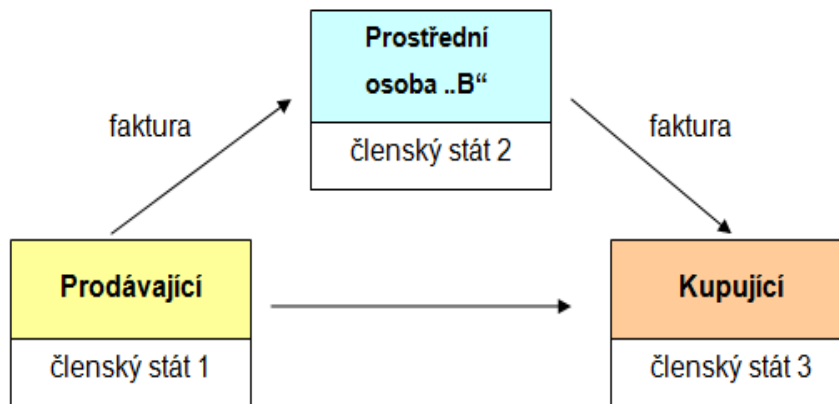 Prostřední
osoba „B“
faktura
faktura
členský stát 2
Prodávající
Kupující
členský stát 1
členský stát 3